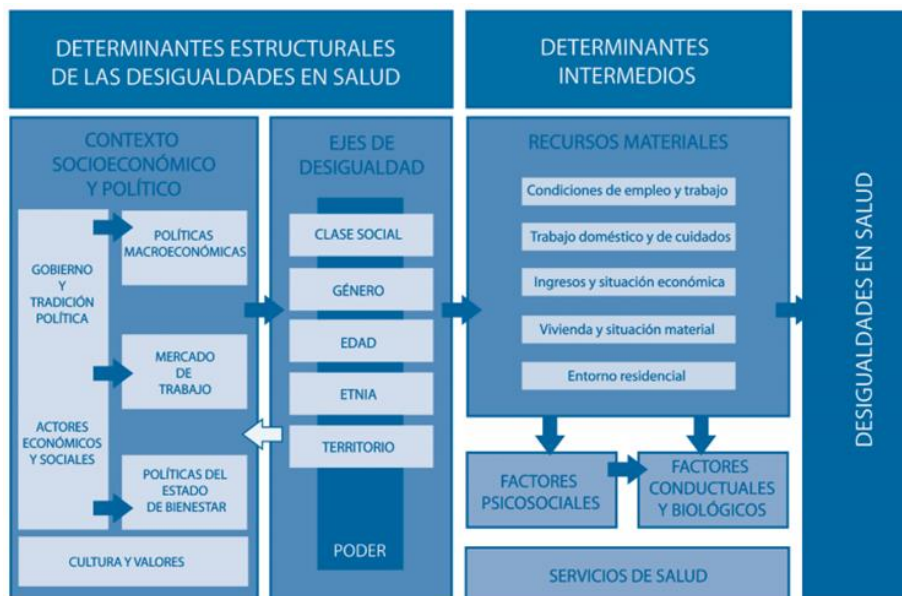 DETERMINANTES ESTRUCTURALES
DE LAS DESIGUALDADES EN SALUD
DETERMINANTES
INTERMEDIOS
CONTEXTO
SOCIOECONÓMICO
Y POLÍTICO
GOBIERNO
Y
TRADICIÓN
POLÍTICA
ACTORES
ECONÓMICOS
Y SOCIALES
POLÍTICAS
MACROECONÓMICAS
MERCADO
DE
TRABAJO
POLÍTICAS DEL
ESTADO
DE BIENESTAR
CULTURA Y VALORES
EJES DE
DESIGUALDAD
CLASE SOCIAL
GÉNERO
EDAD
ETNIA
TERRITORIO
PODER
RECURSOS MATERIALES
Condiciones de empleo y trabajo
Trabajo doméstico y de cuidados
Ingresos y situación económica
Vivienda y situación material
Entorno residencial
FACTORES
PSICOSOCIALES
FACTORES
CONDUCTUALES
Y BIOLÓGICOS
SERVICIOS DE SALUD
DESIGUALDADES EN SALUD